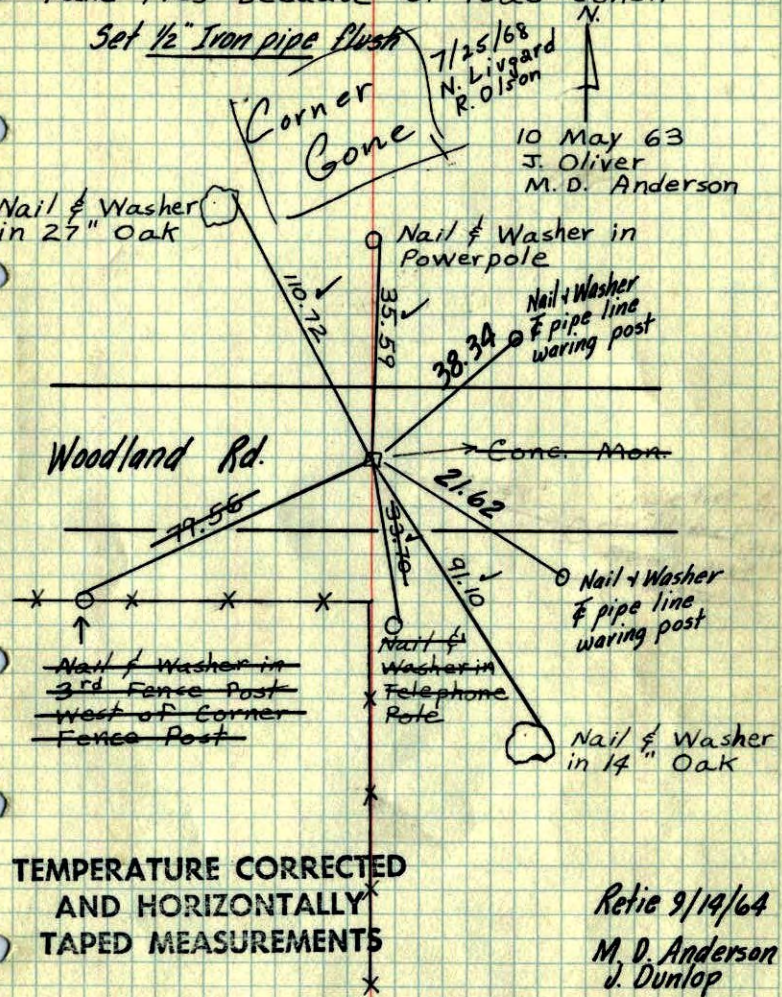 Set 1/2" Iron pipe flush
7/25/68
N. Livgard
R. Olson
N.
Corner
Gone
10 May 63
J. Oliver
M. D. Anderson
Nail & Washer
in 27" Oak
Nail & Washer in
Powerpole
110.72 ✓
35.59 ✓
38.34
Nail & Washer
pipe line
waring post
Woodland Rd.
Conc. Mon.
79.56
33.70 ✓
91.10 ✓
21.62
Nail & Washer
pipe line
waring post
Nail & Washer in
3rd Fence Post
West of Corner
Fence Post
Nail &
Washer in
Telephone
Pole
Nail & Washer
in 14" Oak
TEMPERATURE CORRECTED
AND HORIZONTALLY
TAPED MEASUREMENTS
Retie 9/14/64
M. D. Anderson
J. Dunlop